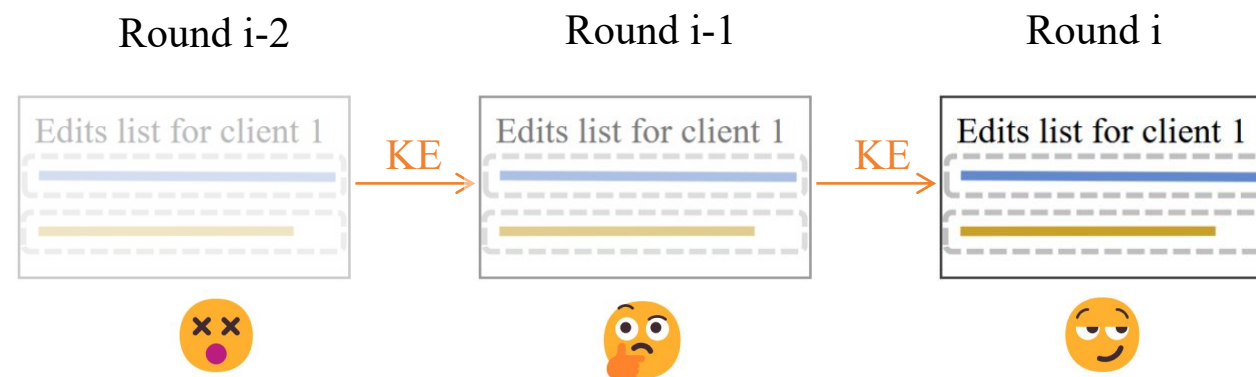 Round i-2
Round i-1
Round i
Edits list for client 1
KE
Edits list for client 1
KE
Edits list for client 1